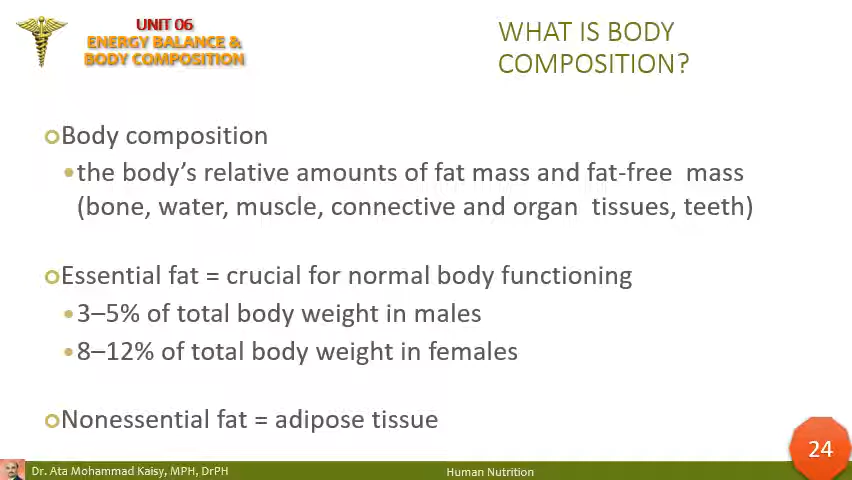 UNIT 06
ENERGY BALANCE &
BODY COMPOSITION
WHAT IS BODY
COMPOSITION?
Body composition
the body’s relative amounts of fat mass and fat-free mass
(bone, water, muscle, connective and organ tissues, teeth)
Essential fat = crucial for normal body functioning
3–5% of total body weight in males
8–12% of total body weight in females
Nonessential fat = adipose tissue
24
Dr. Ata Mohammad Kaisy, MPH, DrPH
Human Nutrition